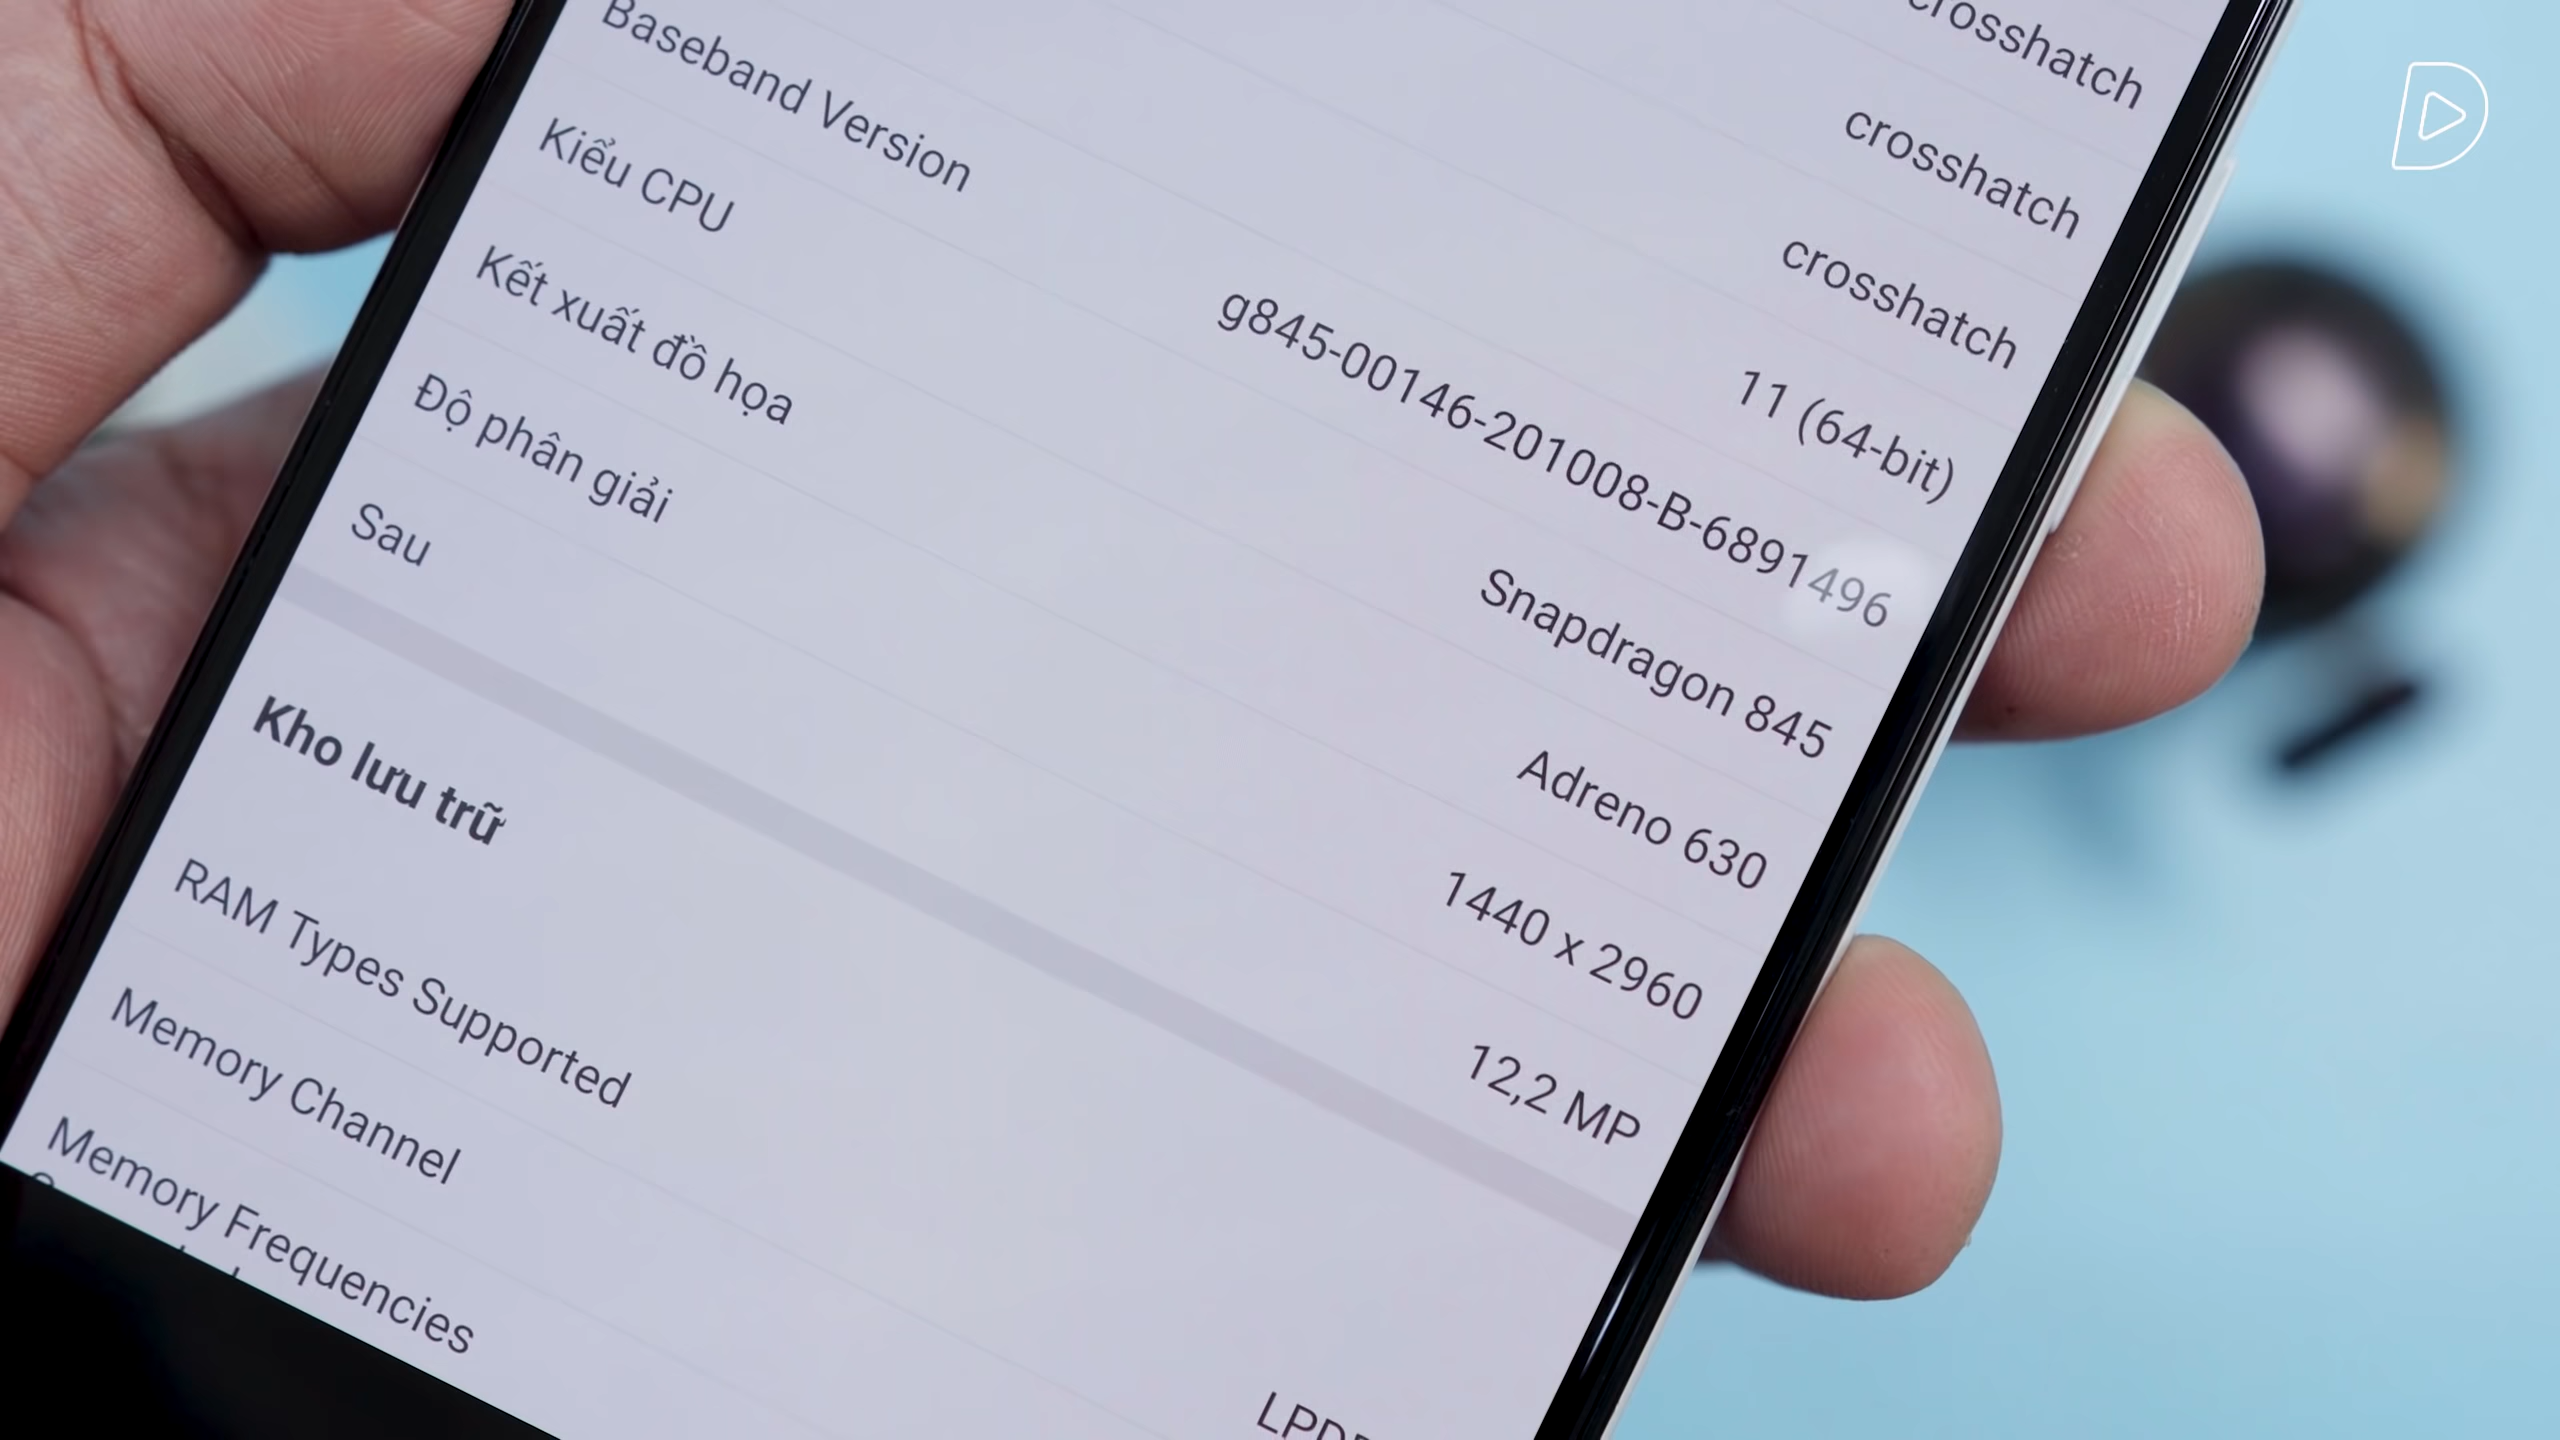 crosshatch
crosshatch
crosshatch
11 (64-bit)
Baseband Version g845-00146-201008-B-6891496
Kiểu CPU Snapdragon 845
Kết xuất đồ họa Adreno 630
Độ phân giải 1440 x 2960
Sau 12,2 MP
Kho lưu trữ
RAM Types Supported
Memory Channel
Memory Frequencies